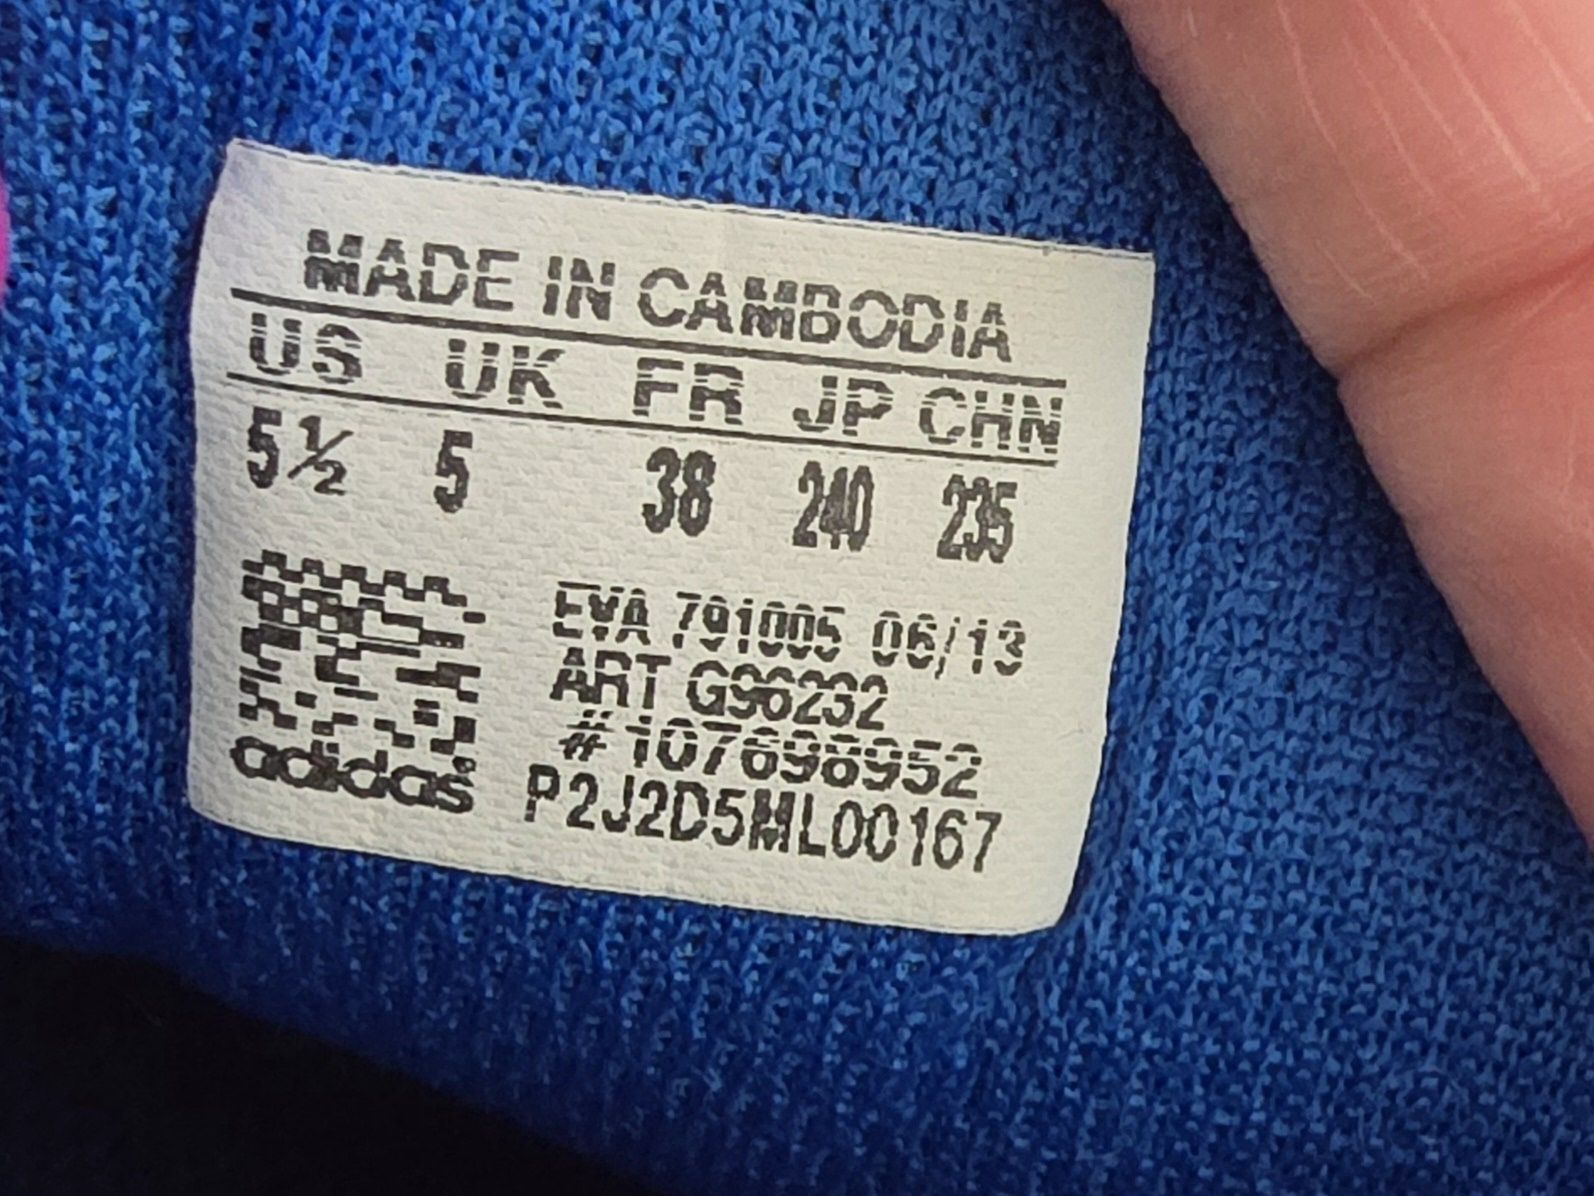 MADE IN CAMBODIA
US UK FR JP CHN
5½ 5 38 240 235
EVA 791005 06/13
ART G96232
#107698952
adidas P2J2D5ML00167